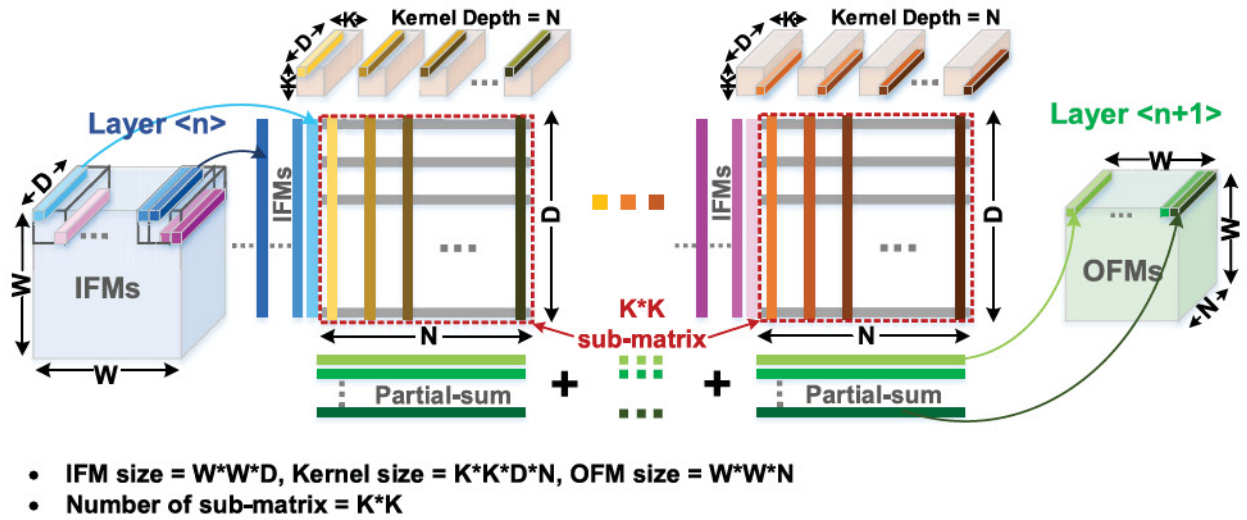 K Kernel Depth = N
D
K
K Kernel Depth = N
D
K
Layer <n>
Layer <n+1>
D
W
IFMs
W
IFMs
D
N
K*K
sub-matrix
IFMs
D
N
W
W
OFMs
N
Partial-sum
+
+
Partial-sum
• IFM size = W*W*D, Kernel size = K*K*D*N, OFM size = W*W*N
• Number of sub-matrix = K*K